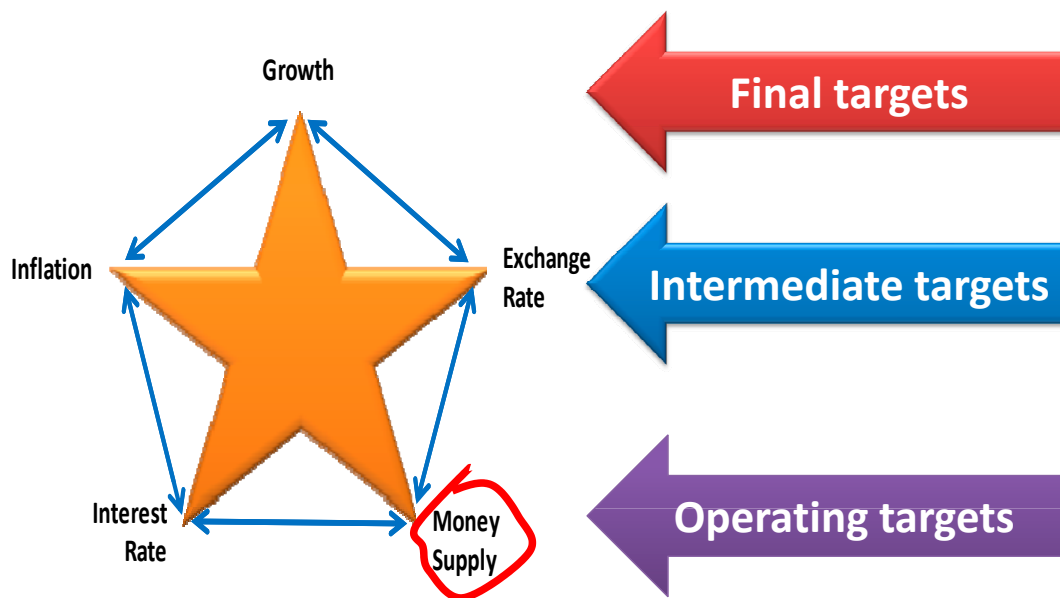 Growth
Final targets
Inflation
Exchange
Rate
Intermediate targets
Interest
Rate
Money
Supply
Operating targets